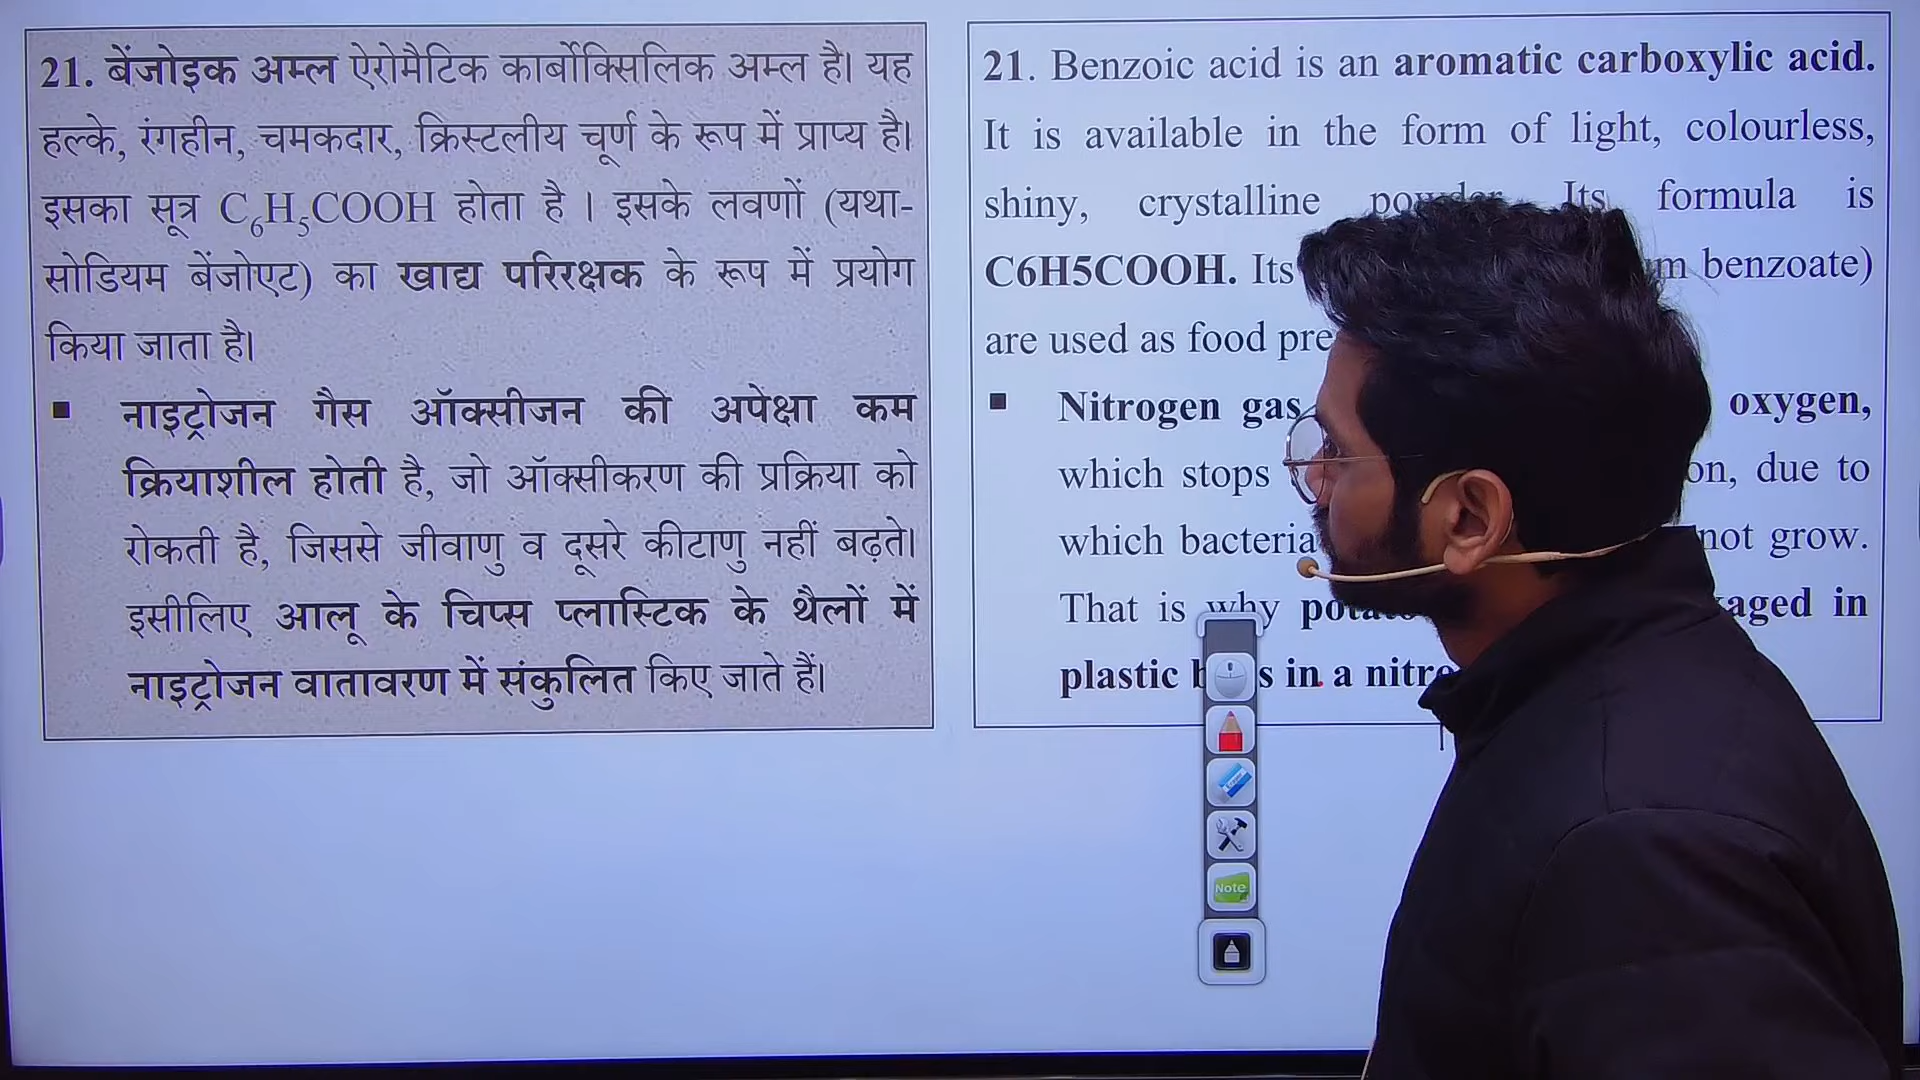 21. बेंजोइक अम्ल ऐरोमैटिक कार्बोक्सिलिक अम्ल है। यह
हल्के, रंगहीन, चमकदार, क्रिस्टलीय चूर्ण के रूप में प्राप्य है।
इसका सूत्र C₆H₅COOH होता है । इसके लवणों (यथा-
सोडियम बेंजोएट) का खाद्य परिरक्षक के रूप में प्रयोग
किया जाता है।
▪ नाइट्रोजन गैस ऑक्सीजन की अपेक्षा कम
क्रियाशील होती है, जो ऑक्सीकरण की प्रक्रिया को
रोकती है, जिससे जीवाणु व दूसरे कीटाणु नहीं बढ़ते।
इसीलिए आलू के चिप्स प्लास्टिक के थैलों में
नाइट्रोजन वातावरण में संकुलित किए जाते हैं।
21. Benzoic acid is an aromatic carboxylic acid.
It is available in the form of light, colourless,
shiny, crystalline powder. Its formula is
C6H5COOH. Its benzoate)
are used as food
▪ Nitrogen gas oxygen,
which stops due to
which bacteria not grow.
That is why in
plastic in a
Note